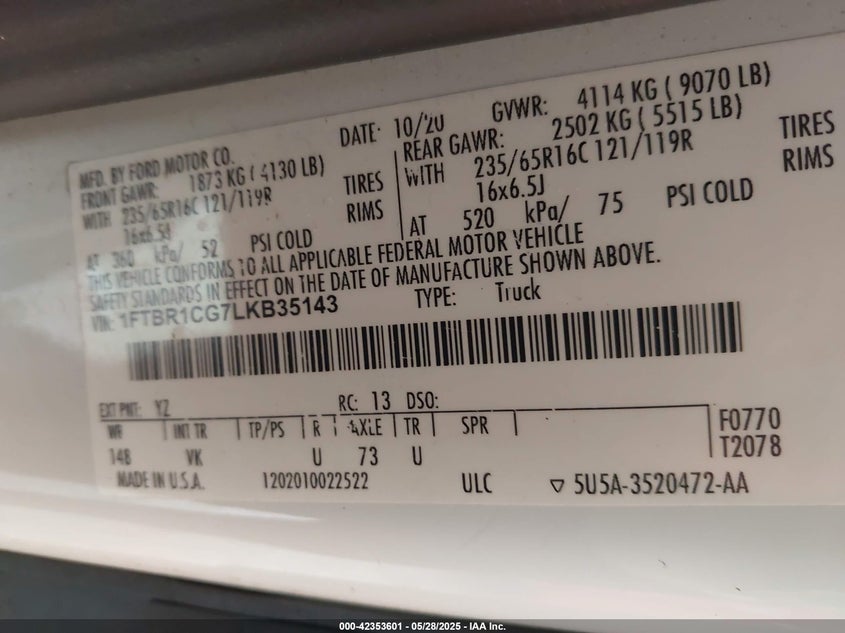 MFD. BY FORD MOTOR CO.
DATE: 10/20
GVWR: 4114 KG ( 9070 LB)
FRONT GAWR: 1873 KG ( 4130 LB)
REAR GAWR: 2502 KG ( 5515 LB)
WITH 235/65R16C 121/119R TIRES
WITH 235/65R16C 121/119R TIRES
16x6.5J RIMS
16x6.5J RIMS
AT 360 kPa/ 52 PSI COLD
AT 520 kPa/ 75 PSI COLD
THIS VEHICLE CONFORMS TO ALL APPLICABLE FEDERAL MOTOR VEHICLE
SAFETY STANDARDS IN EFFECT ON THE DATE OF MANUFACTURE SHOWN ABOVE.
VIN: 1FTBR1CG7LKB35143
TYPE: Truck
EXT PNT: YZ RC: 13 DSO:
WB INT TR TP/PS R AXLE TR SPR
F0770
148 VK U 73 U
T2078
MADE IN U.S.A. 1202010022522 ULC ▽ 5U5A-3520472-AA
000-42353601 - 05/28/2025 - IAA Inc.